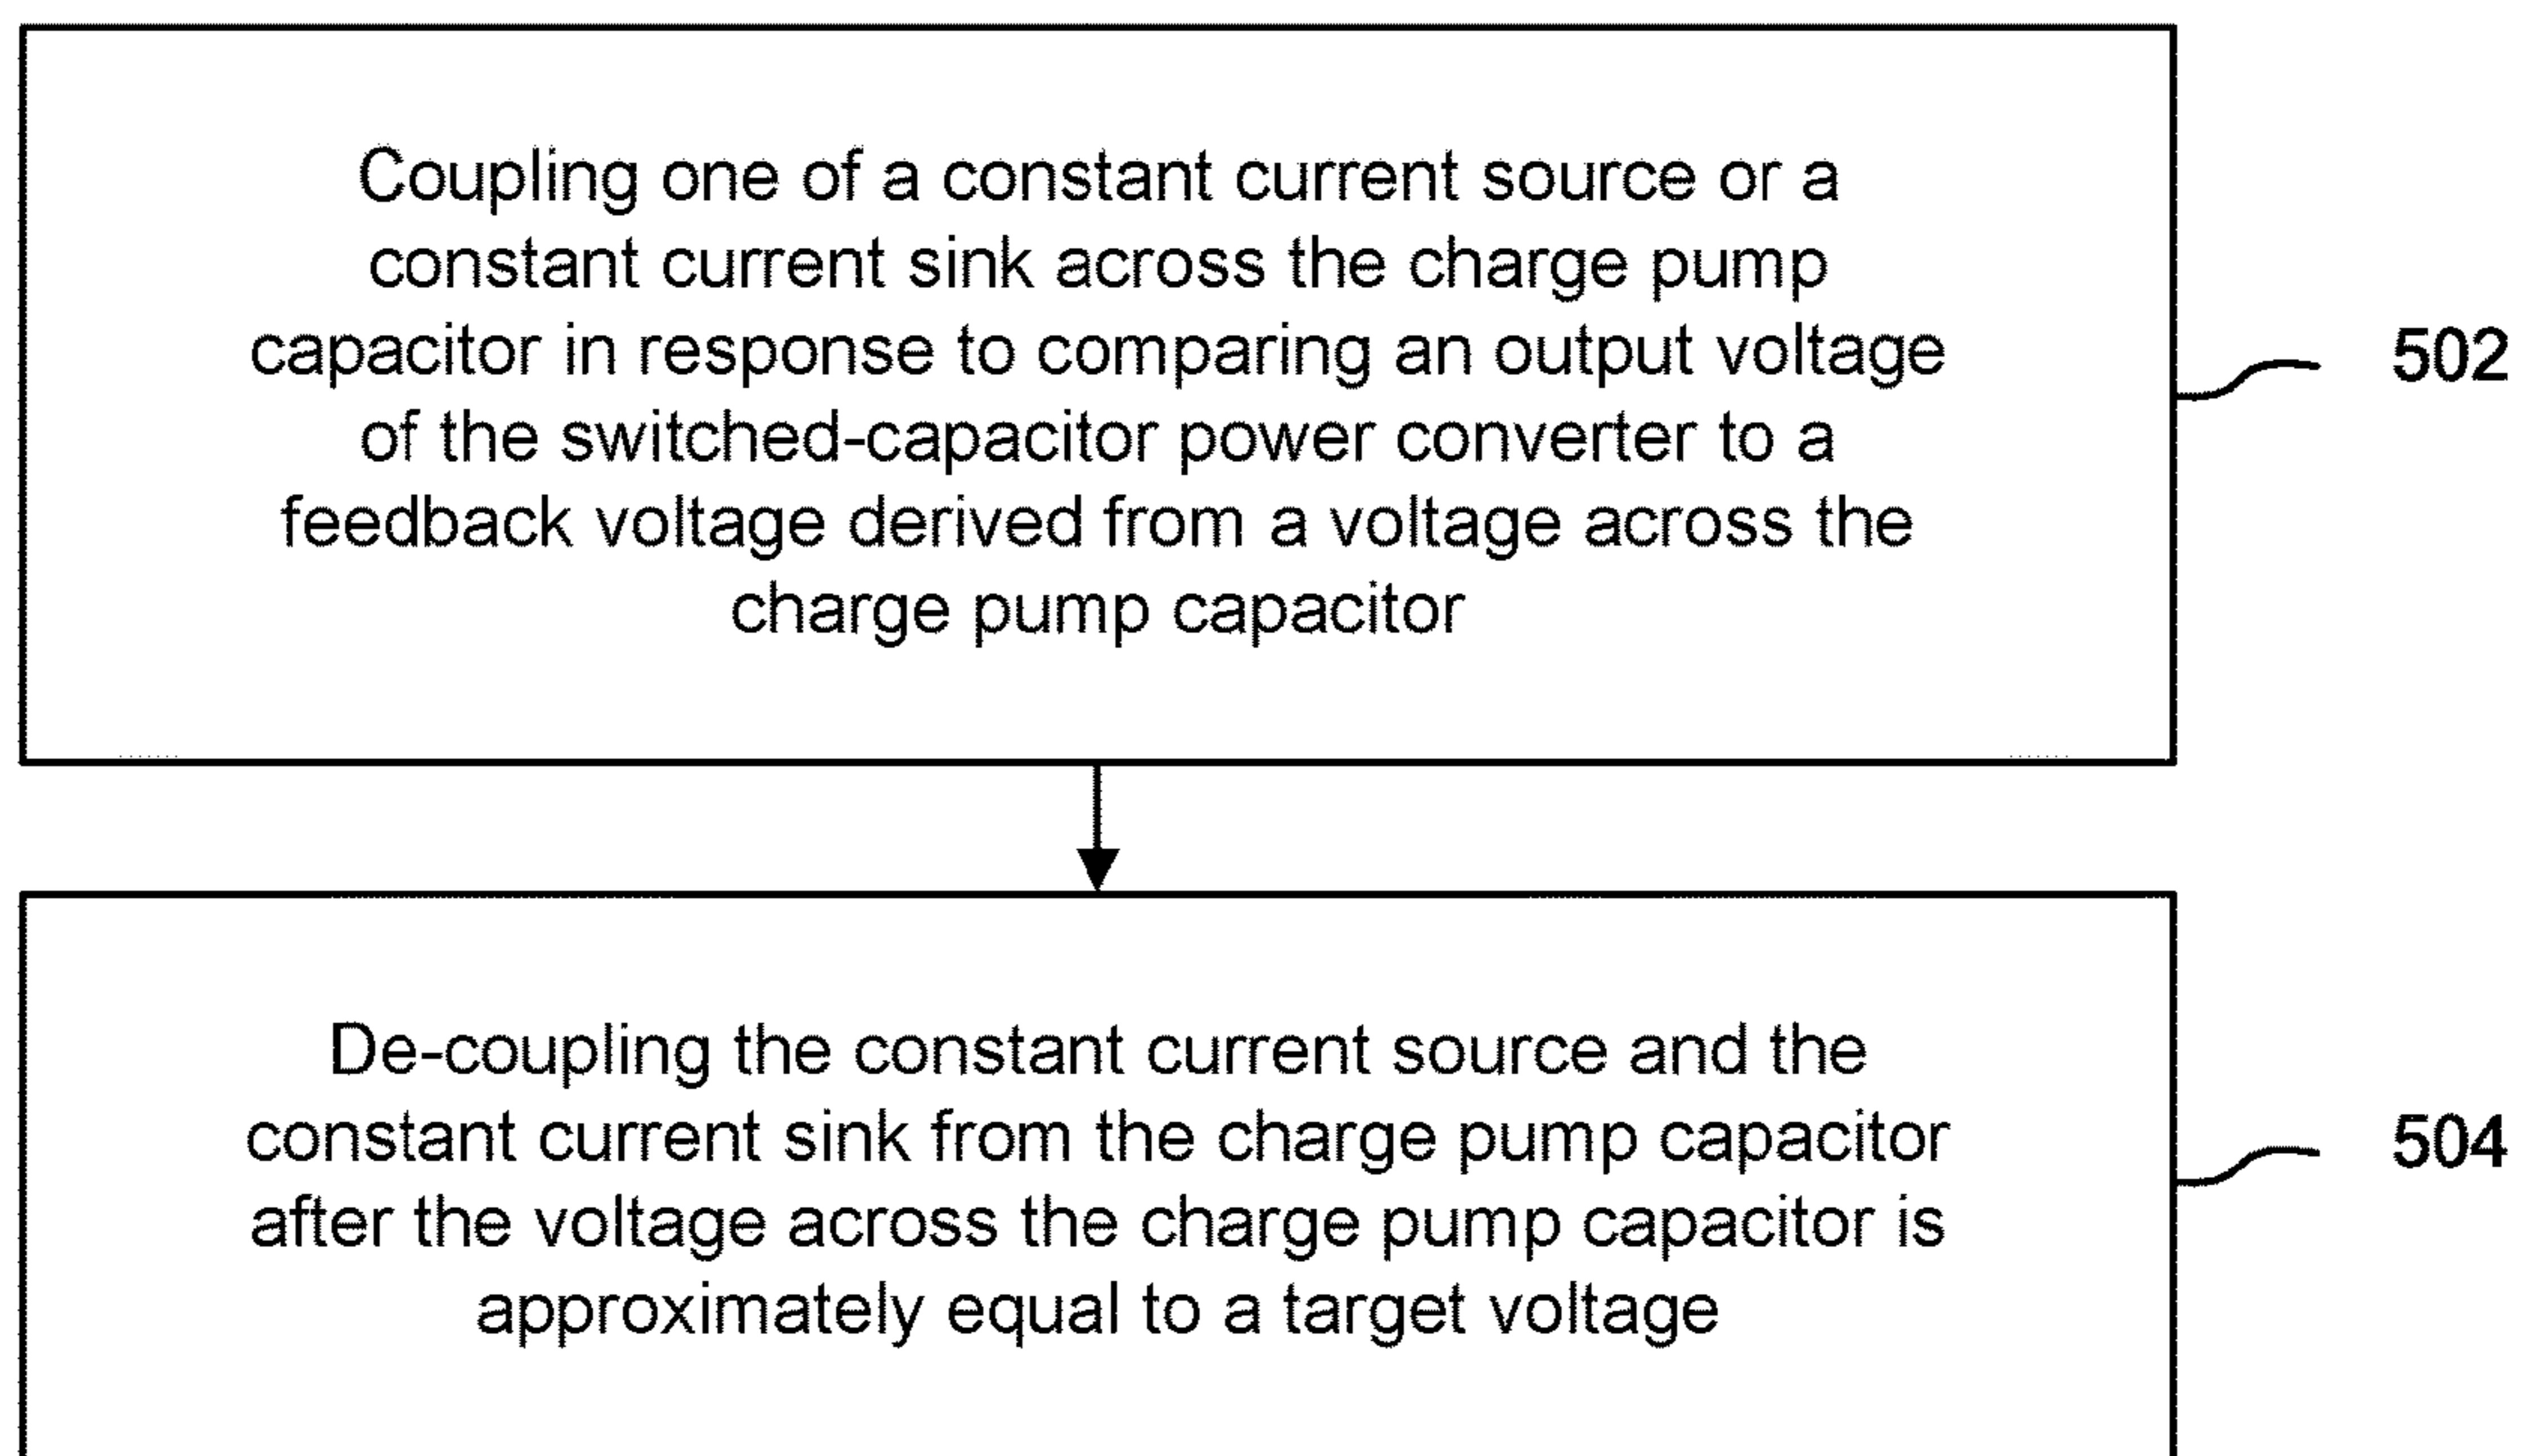 Coupling one of a constant current source or a
constant current sink across the charge pump
capacitor in response to comparing an output voltage
of the switched-capacitor power converter to a
feedback voltage derived from a voltage across the
charge pump capacitor
502
De-coupling the constant current source and the
constant current sink from the charge pump capacitor
after the voltage across the charge pump capacitor is
approximately equal to a target voltage
504